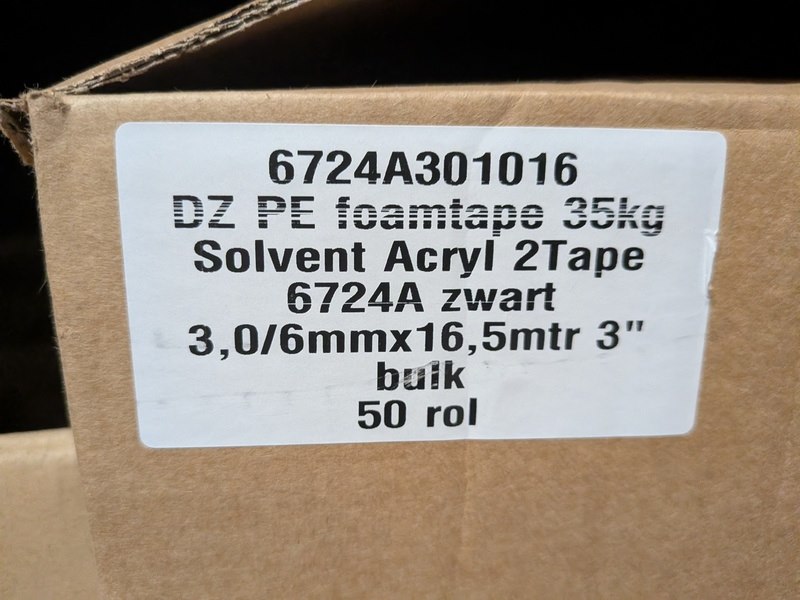 6724A301016
DZ PE foamtape 35kg
Solvent Acryl 2Tape
6724A zwart
3,0/6mmx16,5mtr 3"
bulk
50 rol